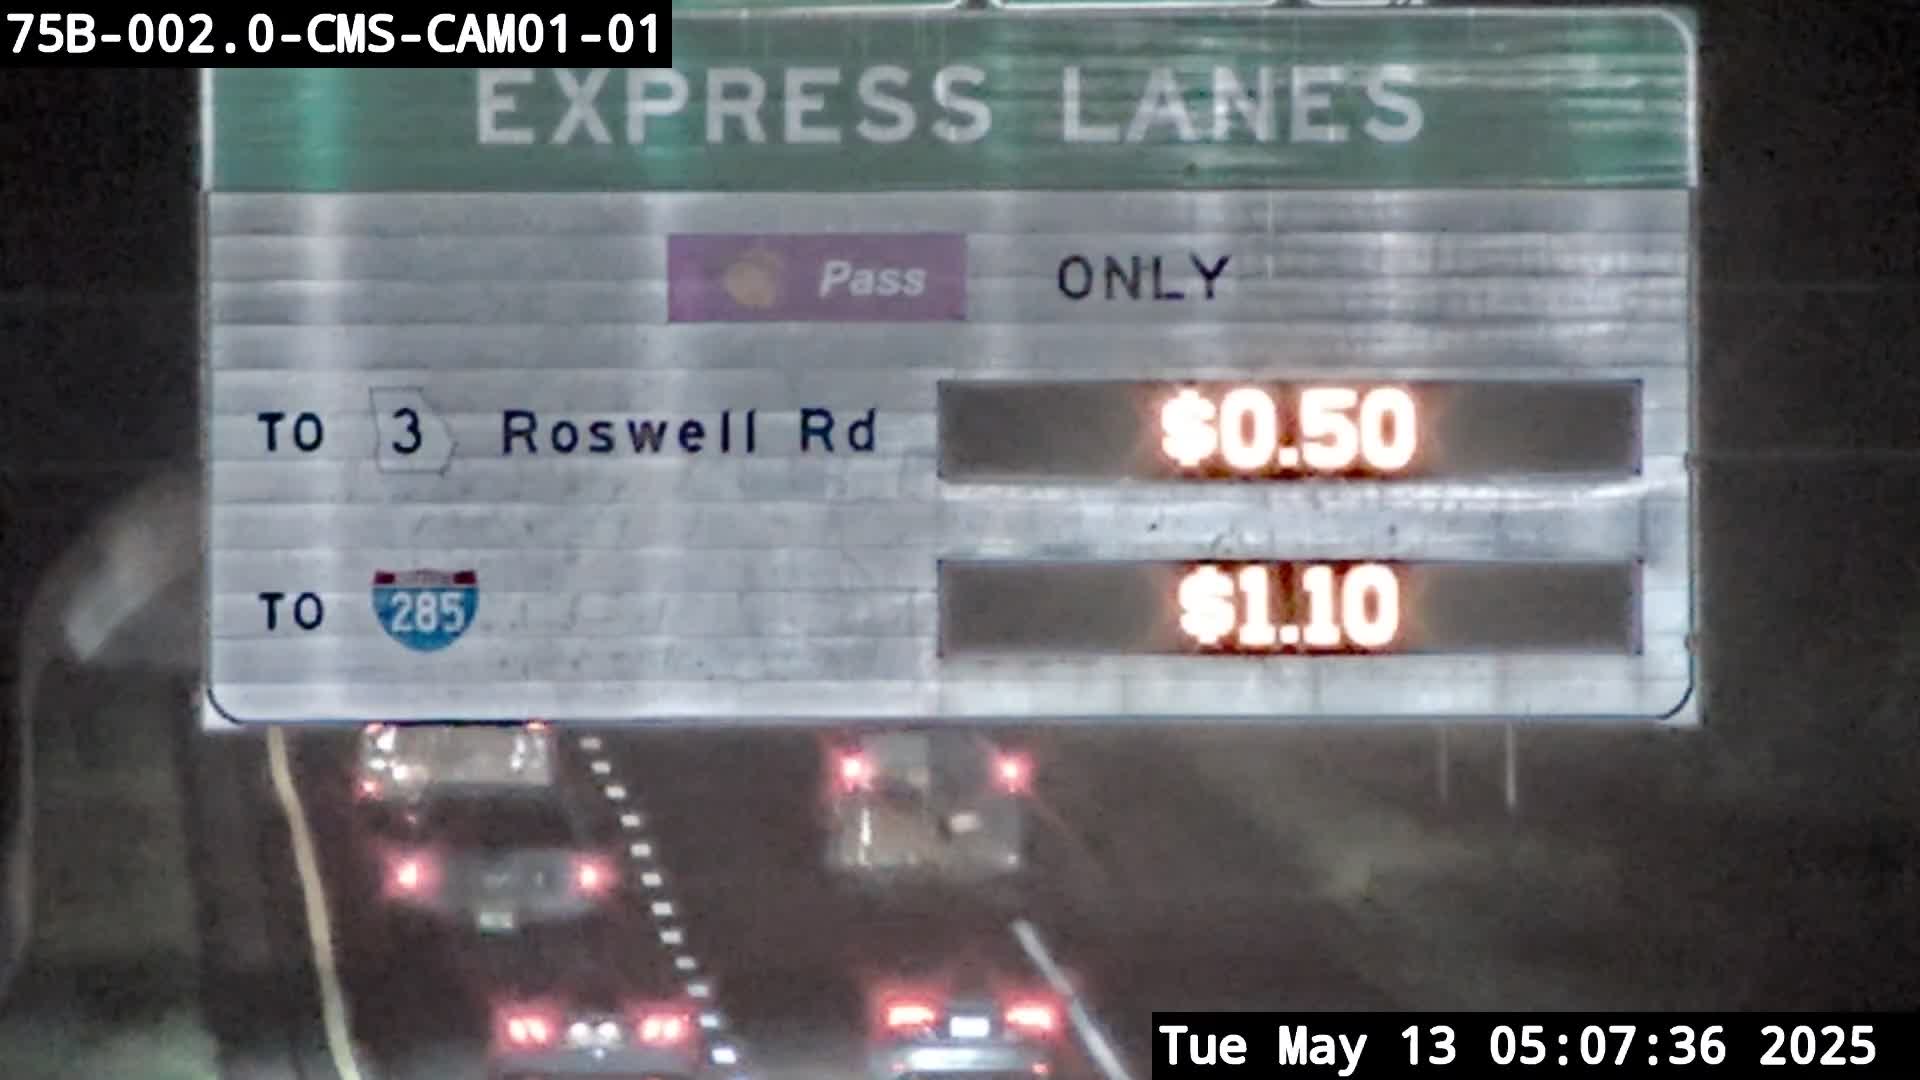 75B-002.0-CMS-CAM01-01
EXPRESS LANES
Pass ONLY
TO 3 Roswell Rd $0.50
TO 285 $1.10
Tue May 13 05:07:36 2025